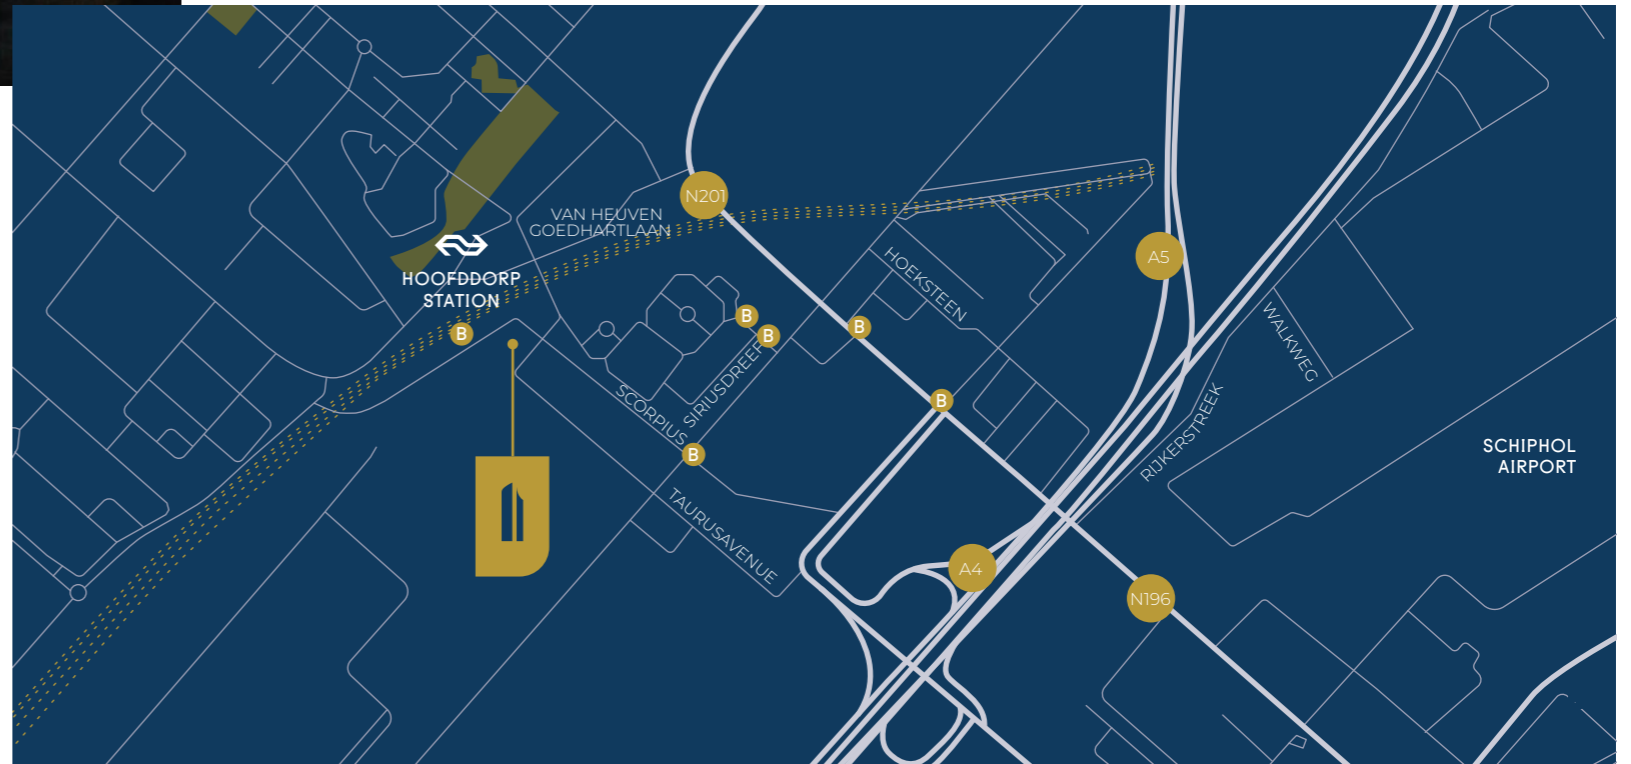 N201
VAN HEUVEN
GOEDHARTLAAN
HOOFDDORP
STATION
B
HOEKSTEEN
A5
B
B
B
WALKWEG
SIRIUSDREEF
SCORPIUS
B
B
RIJKERSTREEK
SCHIPHOL
AIRPORT
TAURUSAVENUE
A4
N196